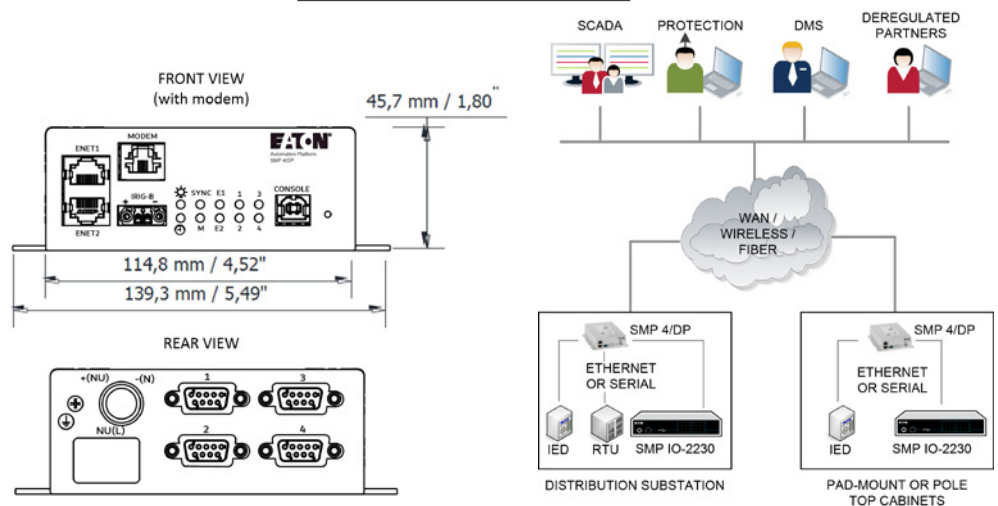 FRONT VIEW
(with modem)
45,7 mm / 1,80"
MODEM
ENET1
EATON
Automation Platform
SMP 4/DP
IRIG-B
+ −
SYNC E1 1 3
CONSOLE
M E2 2 4
ENET2
114,8 mm / 4,52"
139,3 mm / 5,49"
REAR VIEW
+(NU) -(N)
1 3
NU(L)
2 4
SCADA
PROTECTION
DMS
DEREGULATED
PARTNERS
WAN /
WIRELESS /
FIBER
SMP 4/DP
ETHERNET
OR SERIAL
IED RTU SMP IO-2230
DISTRIBUTION SUBSTATION
SMP 4/DP
ETHERNET
OR SERIAL
IED SMP IO-2230
PAD-MOUNT OR POLE
TOP CABINETS